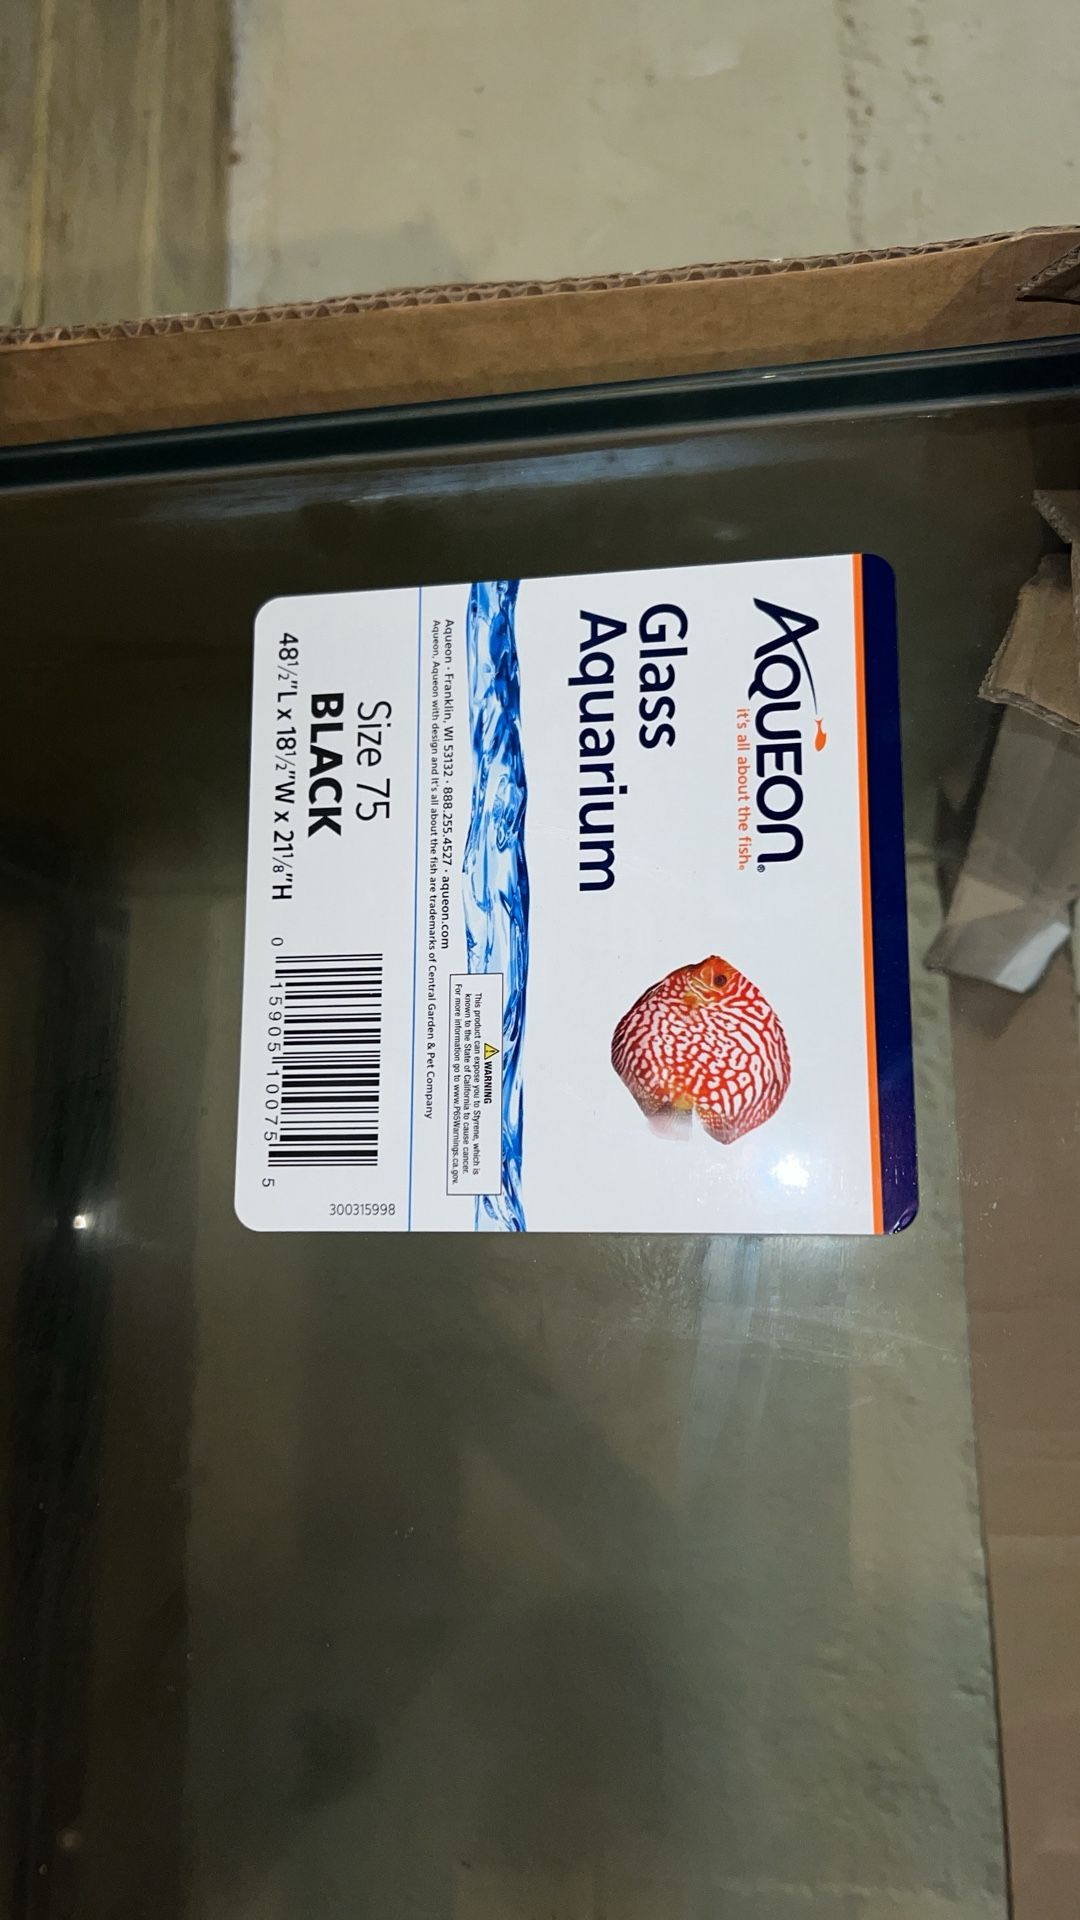 AQUEON®
it's all about the fish®
Glass
Aquarium
⚠ WARNING
This product can expose you to Styrene, which is
known to the State of California to cause cancer.
For more information go to www.P65Warnings.ca.gov.
Aqueon · Franklin, WI 53132 · 888.255.4527 · aqueon.com
Aqueon, Aqueon with design and It's all about the fish are trademarks of Central Garden & Pet Company
Size 75
BLACK
48½"L x 18½"W x 21⅛"H
300315998
0 15905 10075 5